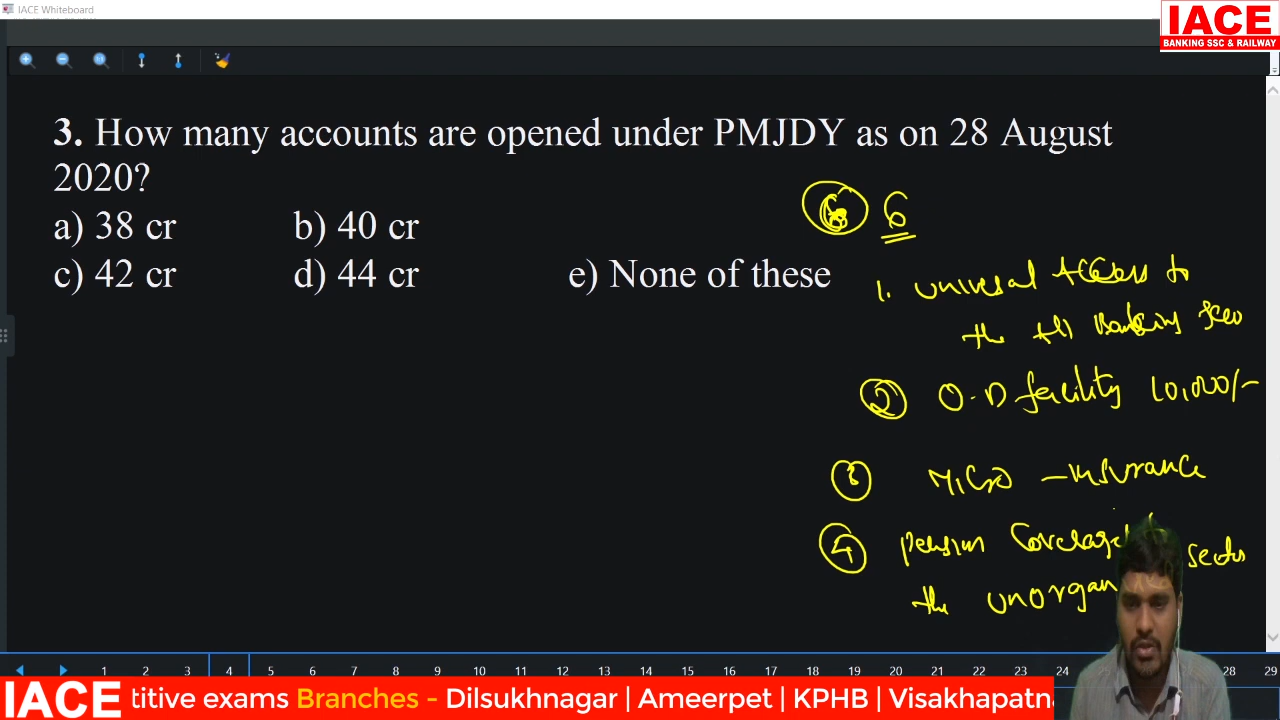 IACE Whiteboard
IACE
BANKING SSC & RAILWAY
3. How many accounts are opened under PMJDY as on 28 August
2020?
a) 38 cr b) 40 cr
c) 42 cr d) 44 cr e) None of these
6 6
1. universal Access to
the Banking
2 O.D facility 10,000/-
3 Micro - insurance
4 pension Coverage
the unorgan sector
1 2 3 4 5 6 7 8 9 10 11 12 13 14 15 16 17 18 19 20 21 22 23 24 28 29
IACE titive exams Branches - Dilsukhnagar | Ameerpet | KPHB | Visakhapatna